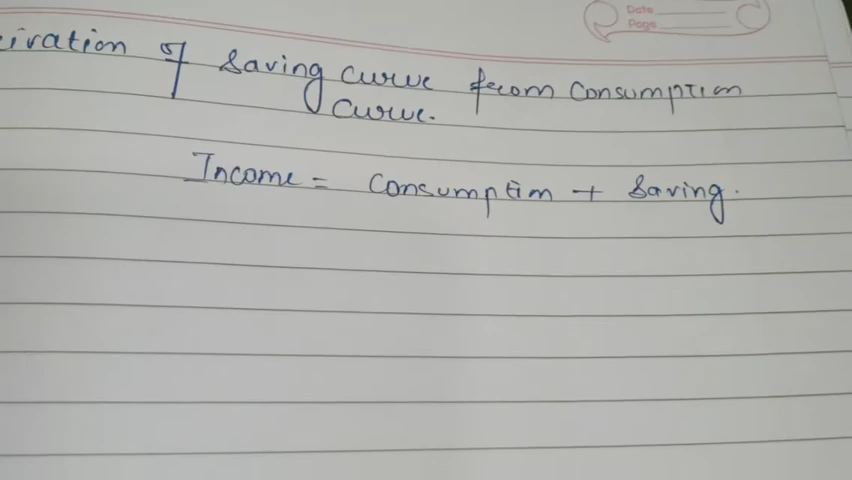 Date
Page
ivation of Saving curve from consumption
curve.
Income = Consumption + Saving.